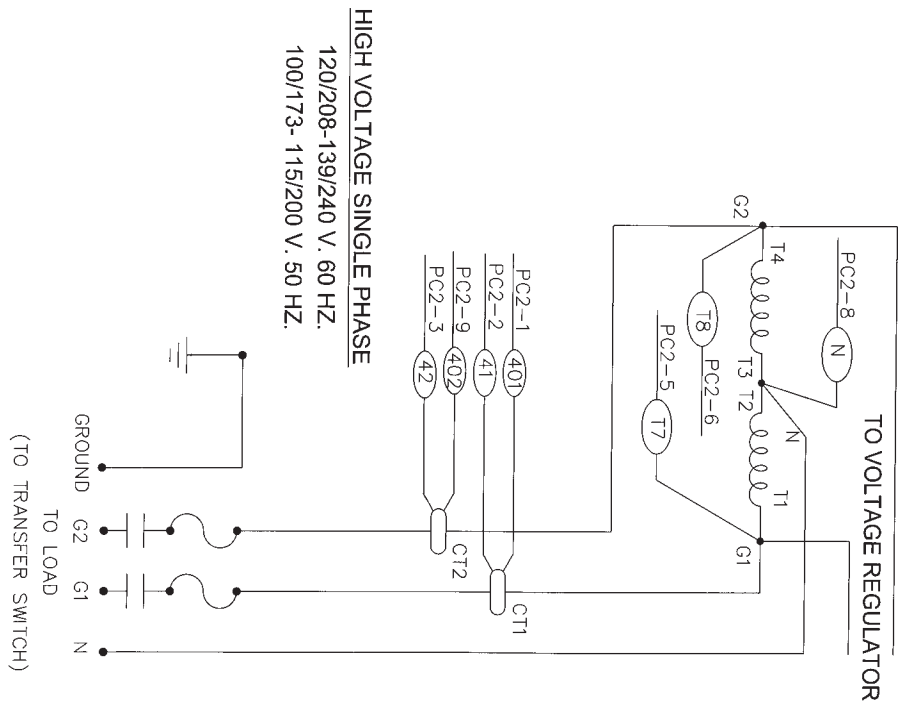 TO VOLTAGE REGULATOR
G2
T4
T3
T2
T1
G1
N
PC2-8
N
T8
PC2-6
PC2-5
T7
PC2-1
401
PC2-2
41
PC2-9
402
PC2-3
42
CT2
CT1
HIGH VOLTAGE SINGLE PHASE
120/208-139/240 V. 60 HZ.
100/173- 115/200 V. 50 HZ.
GROUND
G2
G1
N
TO LOAD
(TO TRANSFER SWITCH)